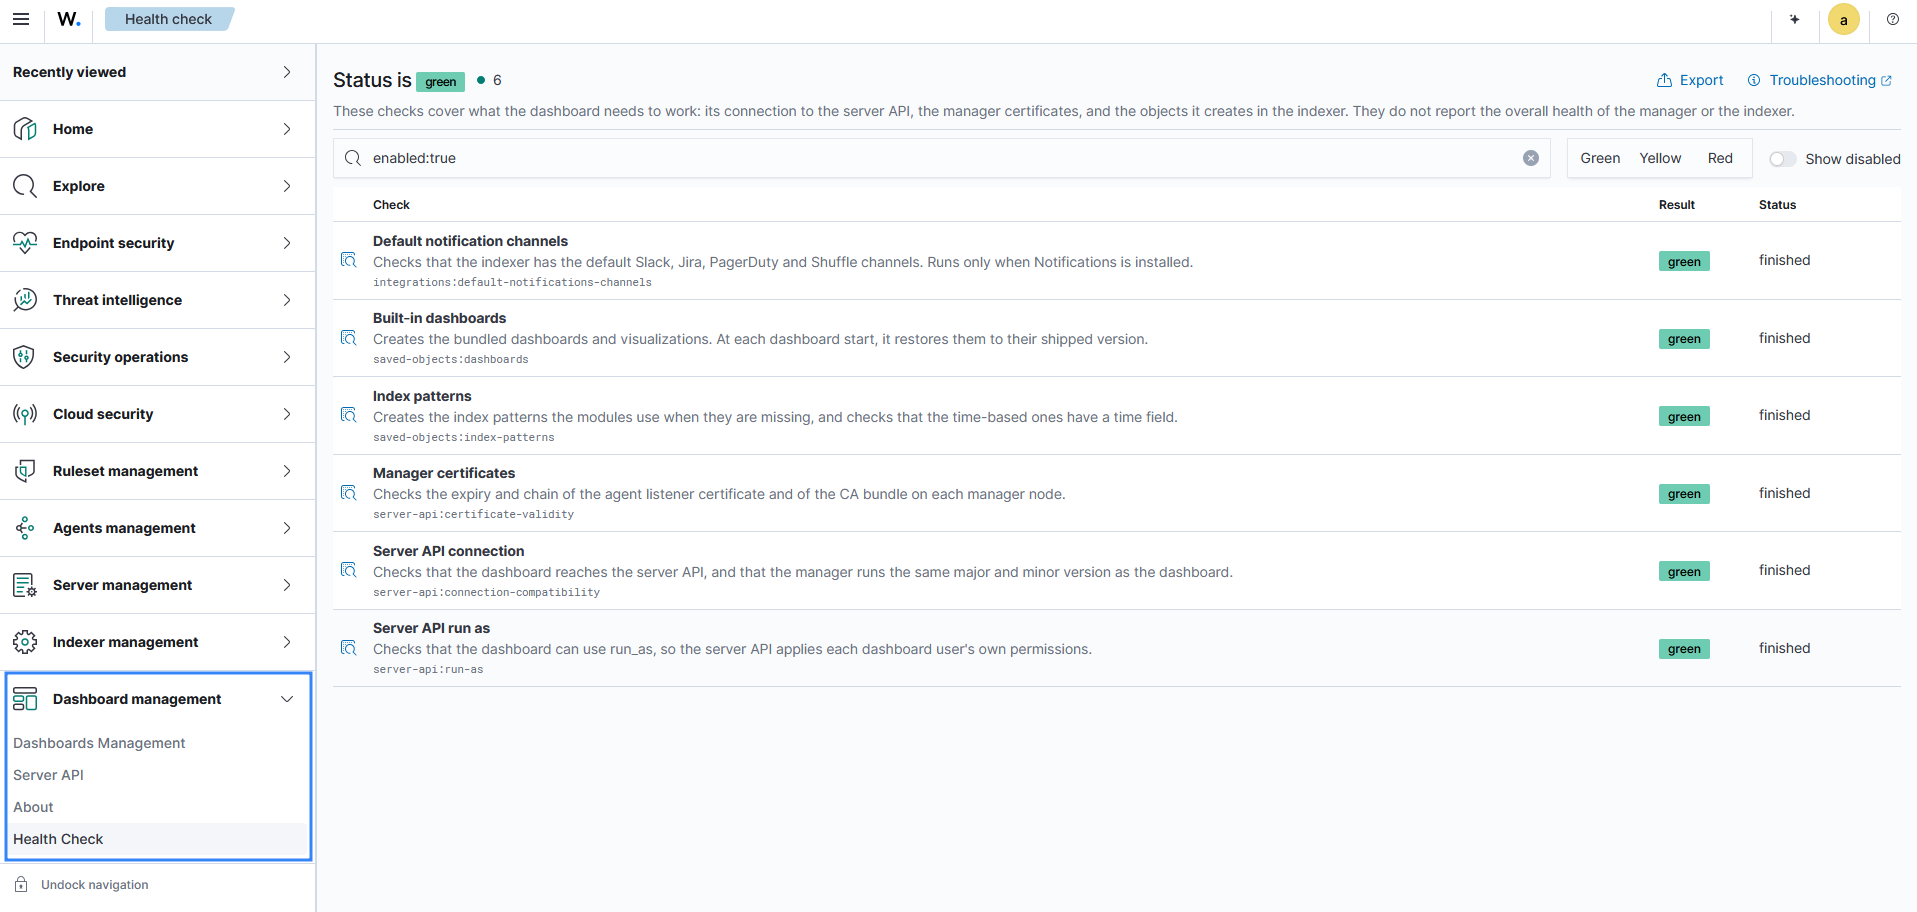 W.
Health check
a
Recently viewed
Home
Explore
Endpoint security
Threat intelligence
Security operations
Cloud security
Ruleset management
Agents management
Server management
Indexer management
Dashboard management
Dashboards Management
Server API
About
Health Check
Undock navigation
Status is green 6
Export
Troubleshooting
These checks cover what the dashboard needs to work: its connection to the server API, the manager certificates, and the objects it creates in the indexer. They do not report the overall health of the manager or the indexer.
enabled:true
Green Yellow Red
Show disabled
Check Result Status
Default notification channels
Checks that the indexer has the default Slack, Jira, PagerDuty and Shuffle channels. Runs only when Notifications is installed.
integrations:default-notifications-channels
green finished
Built-in dashboards
Creates the bundled dashboards and visualizations. At each dashboard start, it restores them to their shipped version.
saved-objects:dashboards
green finished
Index patterns
Creates the index patterns the modules use when they are missing, and checks that the time-based ones have a time field.
saved-objects:index-patterns
green finished
Manager certificates
Checks the expiry and chain of the agent listener certificate and of the CA bundle on each manager node.
server-api:certificate-validity
green finished
Server API connection
Checks that the dashboard reaches the server API, and that the manager runs the same major and minor version as the dashboard.
server-api:connection-compatibility
green finished
Server API run as
Checks that the dashboard can use run_as, so the server API applies each dashboard user's own permissions.
server-api:run-as
green finished